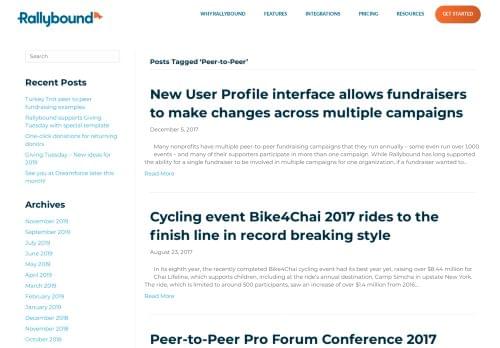 Rallybound
WHY RALLYBOUND
FEATURES
INTEGRATIONS
PRICING
RESOURCES
GET STARTED
Search
Recent Posts
Turkey Trot peer to peer
fundraising examples
Rallybound supports Giving
Tuesday with special template
One-click donations for returning
donors
Giving Tuesday – New ideas for
2019
See you at Dreamforce later this
month!
Archives
November 2019
September 2019
July 2019
June 2019
May 2019
April 2019
March 2019
February 2019
January 2019
December 2018
November 2018
October 2018
Posts Tagged ‘Peer-to-Peer’
New User Profile interface allows fundraisers
to make changes across multiple campaigns
December 5, 2017
Many nonprofits have multiple peer-to-peer fundraising campaigns that they run annually – some even run over 1,000
events – and many of their supporters participate in more than one campaign. While Rallybound has long supported
the ability for a single fundraiser to be involved in multiple campaigns for one organization, if a fundraiser wanted to...
Read More
Cycling event Bike4Chai 2017 rides to the
finish line in record breaking style
August 23, 2017
In its eighth year, the recently completed Bike4Chai cycling event had its best year yet, raising over $8.44 million for
Chai Lifeline, which supports children, including at the ride's annual destination, Camp Simcha in upstate New York.
The ride, which is limited to around 500 participants, saw an increase of over $1.4 million from 2016...
Read More
Peer-to-Peer Pro Forum Conference 2017